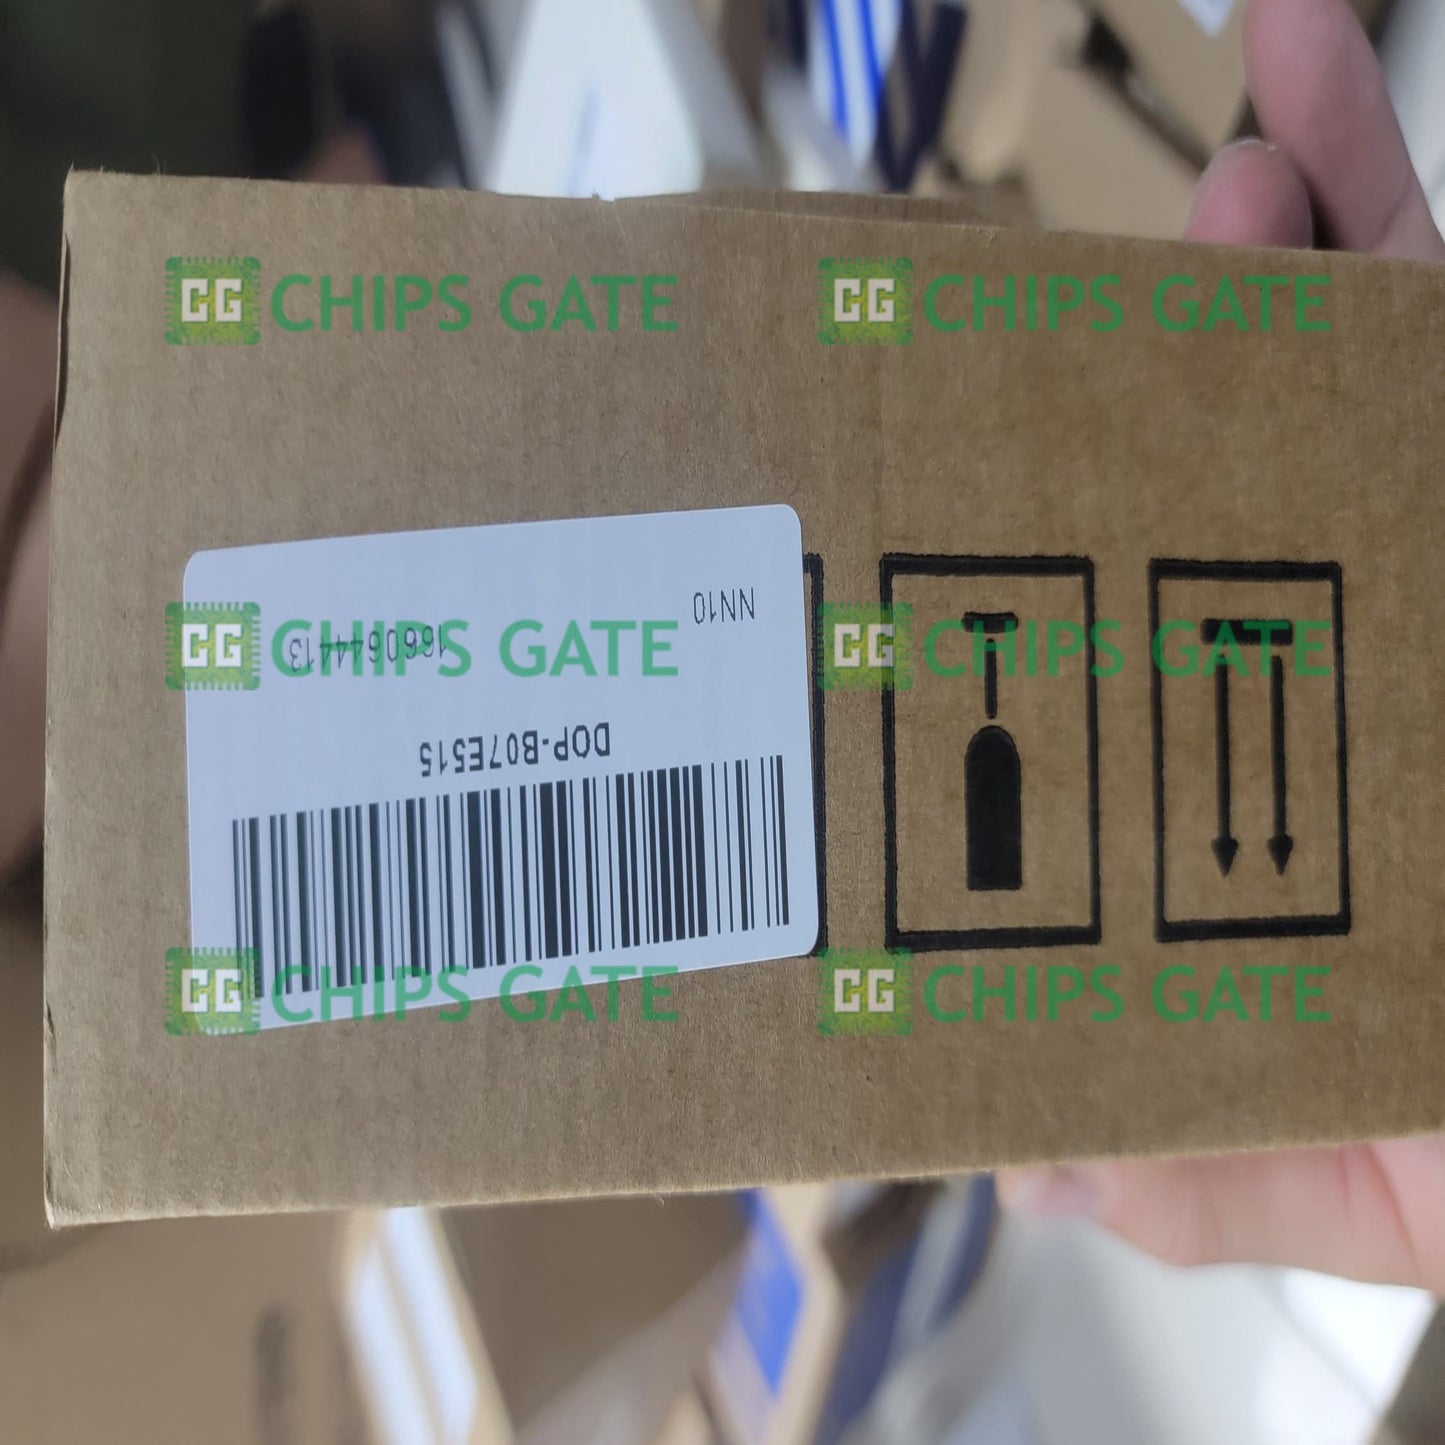 CG CHIPS GATE
CG CHIPS GATE
NN10
1660644413
DOP-B07E515
CG CHIPS GATE
CG CHIPS GATE
CG CHIPS GATE
CG CHIPS GATE